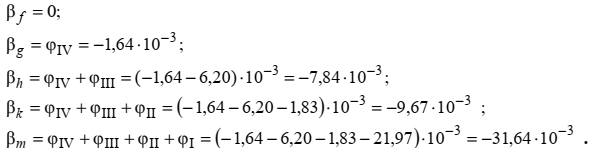 β_f = 0;
β_g = φ_IV = −1,64·10⁻³;
β_h = φ_IV + φ_III = (−1,64 − 6,20)·10⁻³ = −7,84·10⁻³;
β_k = φ_IV + φ_III + φ_II = (−1,64 − 6,20 − 1,83)·10⁻³ = −9,67·10⁻³ ;
β_m = φ_IV + φ_III + φ_II + φ_I = (−1,64 − 6,20 − 1,83 − 21,97)·10⁻³ = −31,64·10⁻³ .